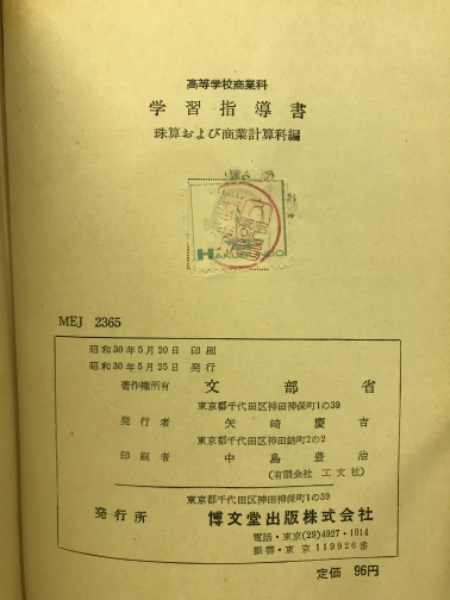 高等学校商業科
学習指導書
珠算および商業計算科編
HAKUBUNDO
MEJ 2365
昭和30年5月20日 印刷
昭和30年5月25日 発行
著作権所有 文部省
東京都千代田区神田神保町1の39
発行者 矢崎慶吉
東京都千代田区神田錦町2の2
印刷者 中島豊治
(有限会社 工文社)
東京都千代田区神田神保町1の39
発行所 博文堂出版株式会社
電話・東京(29)4927・1814
振替・東京 119926番
定価 96円